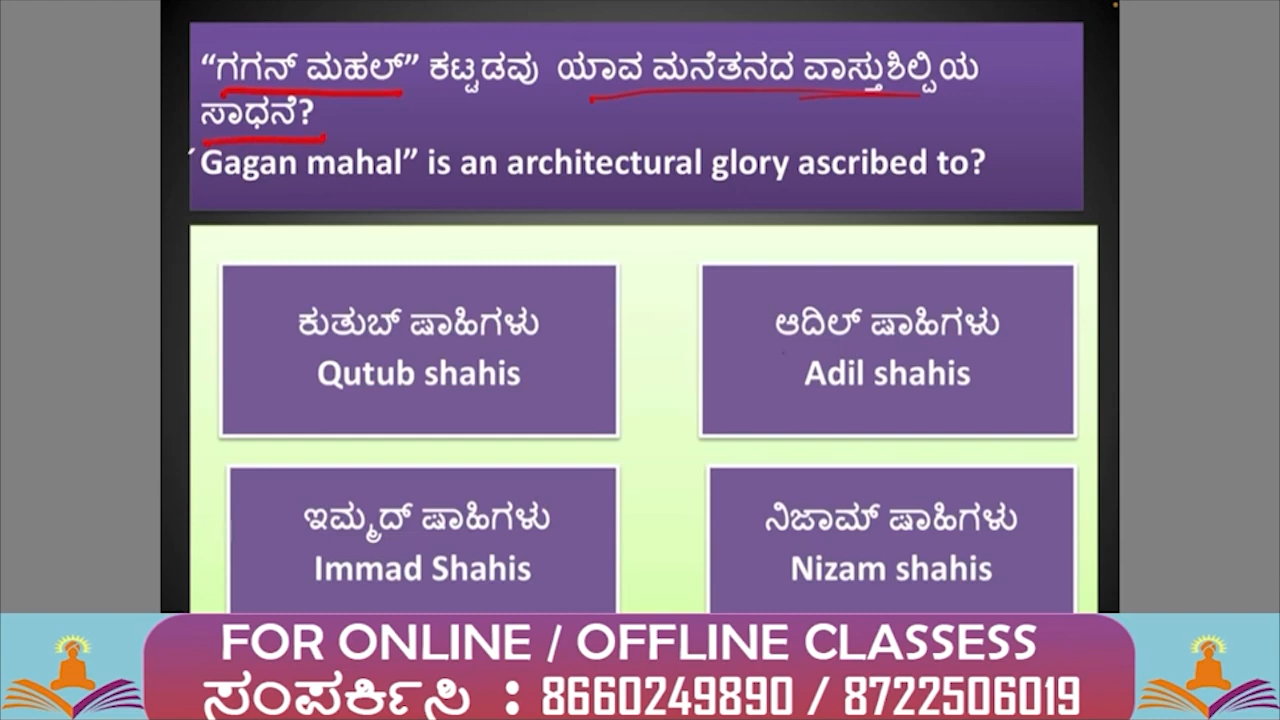 “ಗಗನ್ ಮಹಲ್” ಕಟ್ಟಡವು ಯಾವ ಮನೆತನದ ವಾಸ್ತುಶಿಲ್ಪಿಯ
ಸಾಧನೆ?
´Gagan mahal” is an architectural glory ascribed to?
ಕುತುಬ್ ಷಾಹಿಗಳು
Qutub shahis
ಆದಿಲ್ ಷಾಹಿಗಳು
Adil shahis
ಇಮ್ಮದ್ ಷಾಹಿಗಳು
Immad Shahis
ನಿಜಾಮ್ ಷಾಹಿಗಳು
Nizam shahis
FOR ONLINE / OFFLINE CLASSESS
ಸಂಪರ್ಕಿಸಿ : 8660249890 / 8722506019